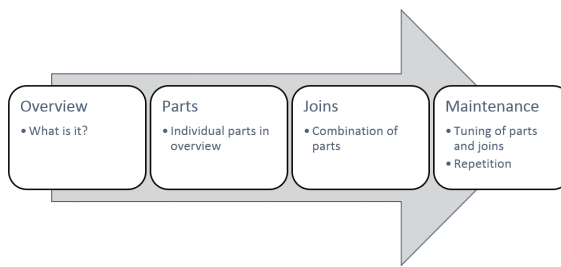 Overview
• What is it?
Parts
• Individual parts in
overview
Joins
• Combination of
parts
Maintenance
• Tuning of parts
and joins
• Repetition